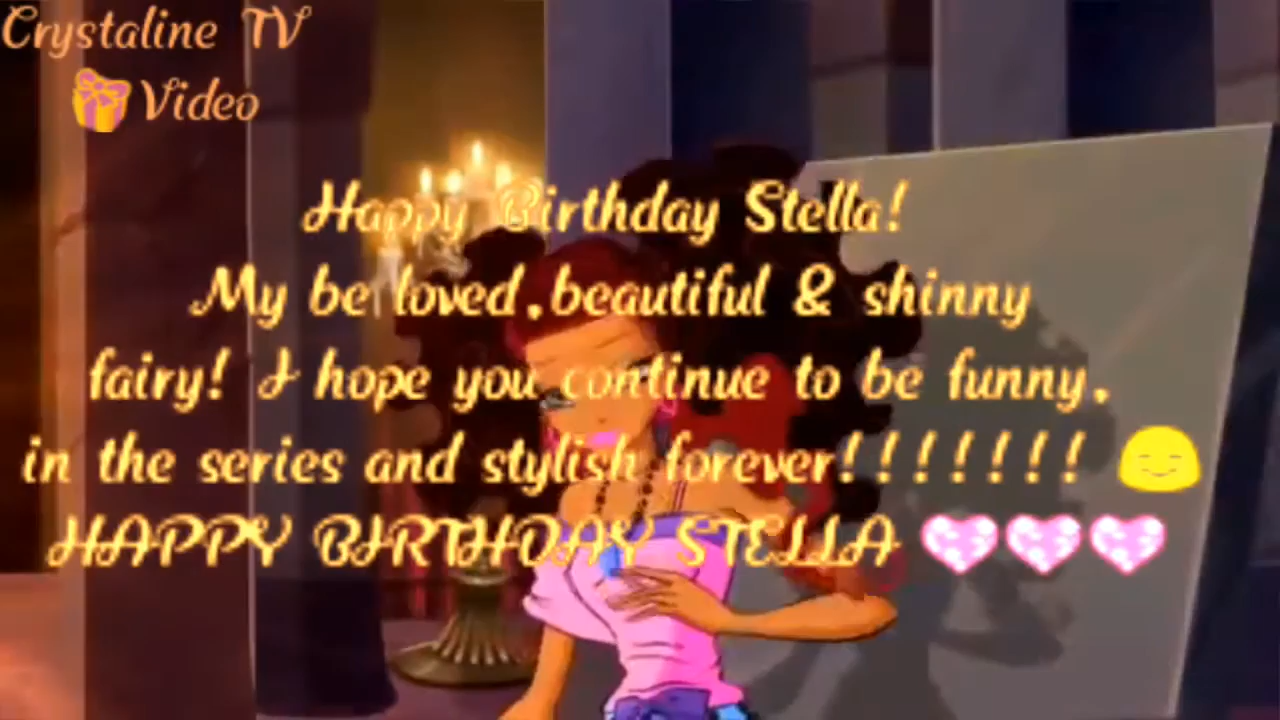 Crystaline TV
🎁Video
Happy Birthday Stella!
My be loved,beautiful & shinny
fairy! I hope you continue to be funny,
in the series and stylish forever!!!!!!! 😊
HAPPY BIRTHDAY STELLA 💖💖💖